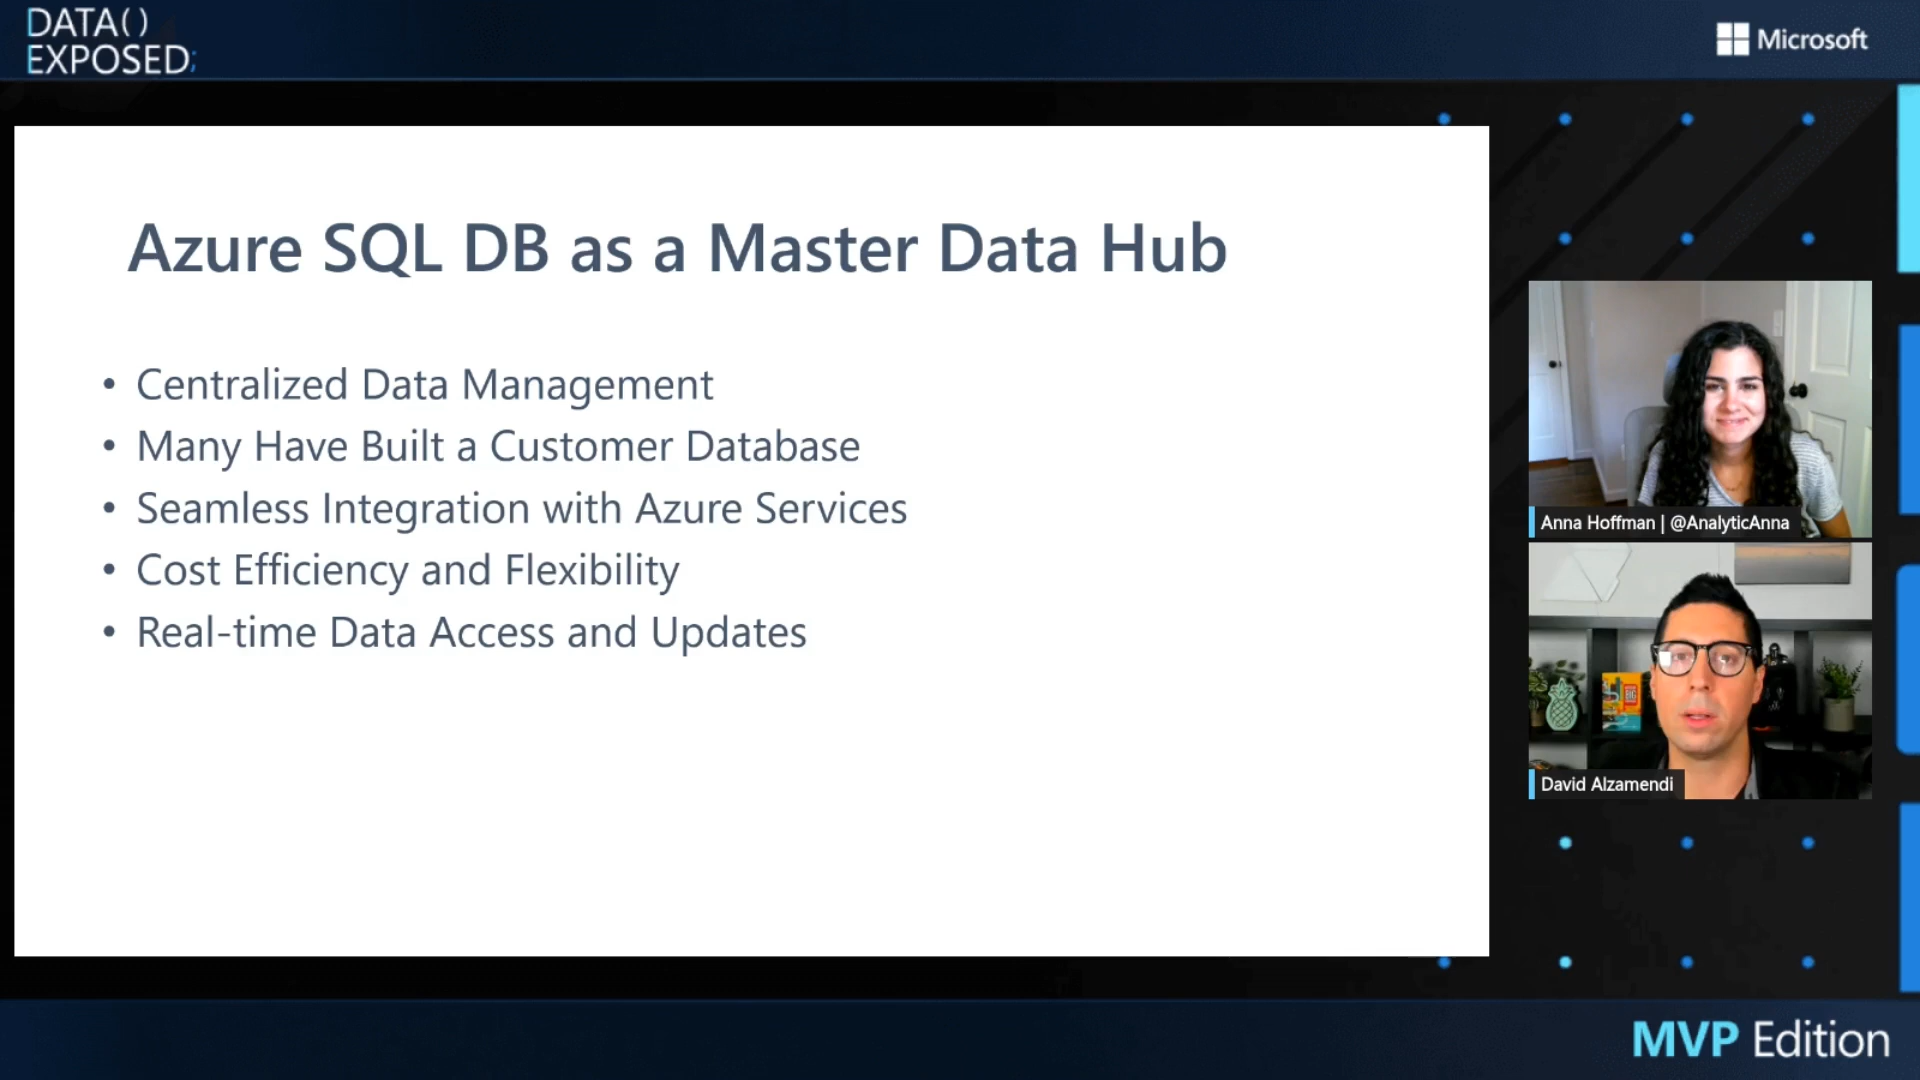 DATA()
EXPOSED;
Microsoft
Azure SQL DB as a Master Data Hub
• Centralized Data Management
• Many Have Built a Customer Database
• Seamless Integration with Azure Services
• Cost Efficiency and Flexibility
• Real-time Data Access and Updates
Anna Hoffman | @AnalyticAnna
David Alzamendi
MVP Edition